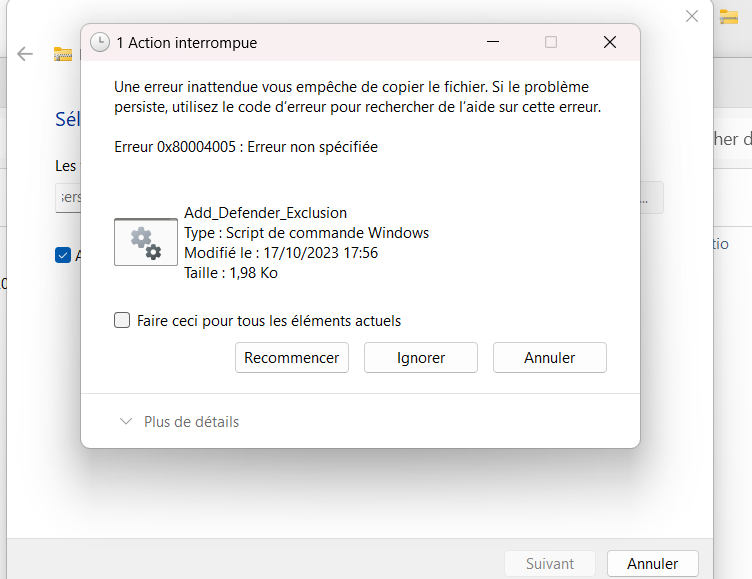 1 Action interrompue
Une erreur inattendue vous empêche de copier le fichier. Si le problème
persiste, utilisez le code d’erreur pour rechercher de l’aide sur cette erreur.
Erreur 0x80004005 : Erreur non spécifiée
Add_Defender_Exclusion
Type : Script de commande Windows
Modifié le : 17/10/2023 17:56
Taille : 1,98 Ko
Faire ceci pour tous les éléments actuels
Recommencer
Ignorer
Annuler
Plus de détails
Sél
Les
...
her d
tio
Suivant
Annuler